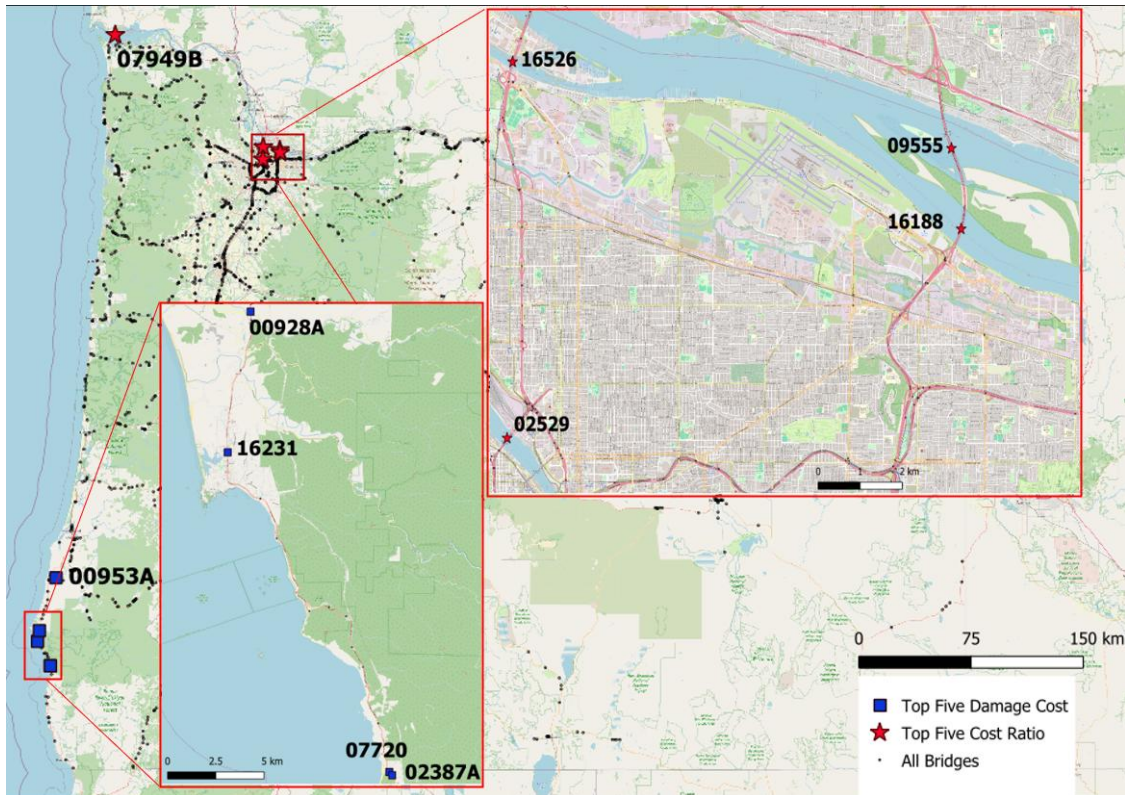 07949B
16526
09555
16188
02529
0 1 2 km
00928A
16231
00953A
07720
02387A
0 2.5 5 km
0 75 150 km
Top Five Damage Cost
Top Five Cost Ratio
All Bridges